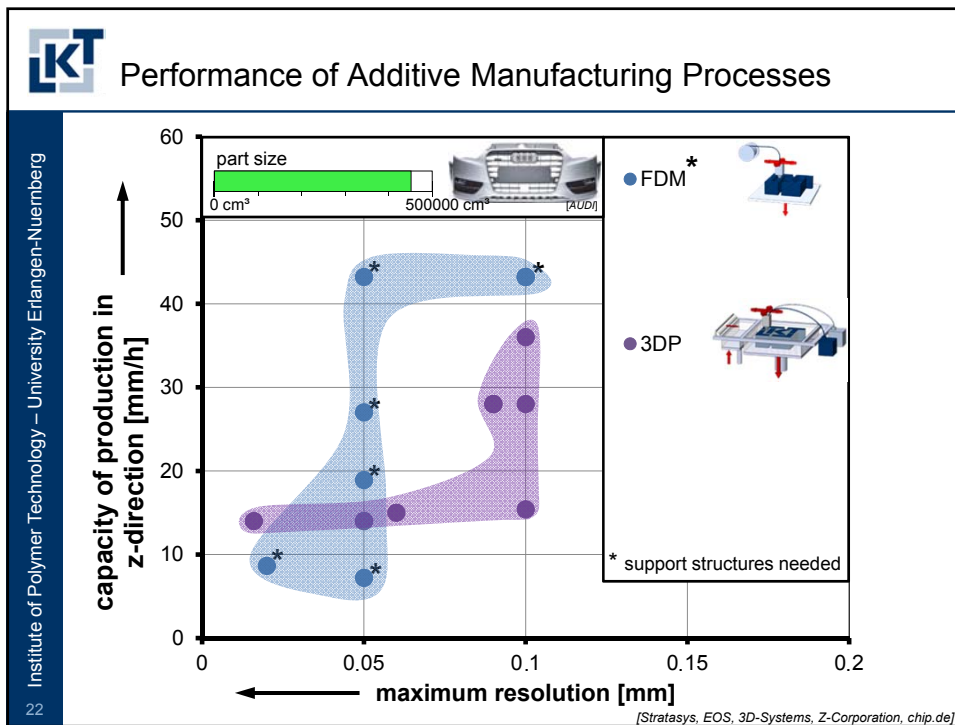 LKT
Performance of Additive Manufacturing Processes
Institute of Polymer Technology – University Erlangen-Nuernberg
22
capacity of production in
z-direction [mm/h]
60
50
40
30
20
10
0
part size
0 cm³
500000 cm³
[AUDI]
*
*
*
*
*
*
FDM*
3DP
LKT
* support structures needed
0
0.05
0.1
0.15
0.2
maximum resolution [mm]
[Stratasys, EOS, 3D-Systems, Z-Corporation, chip.de]